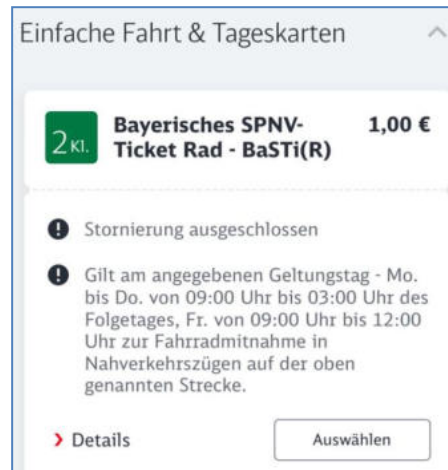 Einfache Fahrt & Tageskarten
2 Kl.
Bayerisches SPNV-
Ticket Rad - BaSTi(R)
1,00 €
Stornierung ausgeschlossen
Gilt am angegebenen Geltungstag - Mo.
bis Do. von 09:00 Uhr bis 03:00 Uhr des
Folgetages, Fr. von 09:00 Uhr bis 12:00
Uhr zur Fahrradmitnahme in
Nahverkehrszügen auf der oben
genannten Strecke.
Details
Auswählen